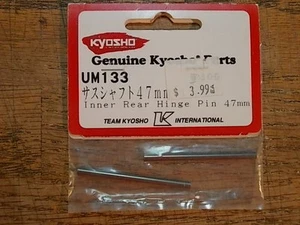 KYOSHO
Genuine Kyosho Parts
UM133
サスシャフト47mm $ 3.99
Inner Rear Hinge Pin 47mm
TEAM KYOSHO K INTERNATIONAL